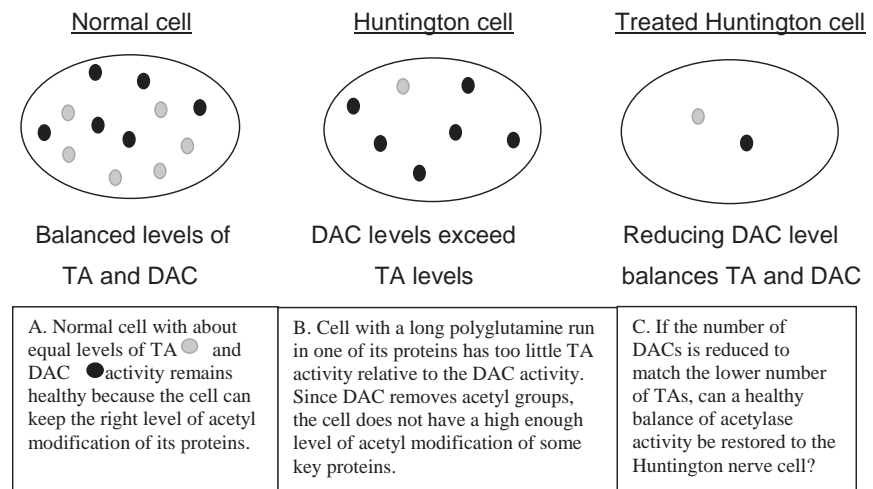 Normal cell
Huntington cell
Treated Huntington cell
Balanced levels of
TA and DAC
DAC levels exceed
TA levels
Reducing DAC level
balances TA and DAC
A. Normal cell with about
equal levels of TA and
DAC activity remains
healthy because the cell can
keep the right level of acetyl
modification of its proteins.
B. Cell with a long polyglutamine run
in one of its proteins has too little TA
activity relative to the DAC activity.
Since DAC removes acetyl groups,
the cell does not have a high enough
level of acetyl modification of some
key proteins.
C. If the number of
DACs is reduced to
match the lower number
of TAs, can a healthy
balance of acetylase
activity be restored to the
Huntington nerve cell?